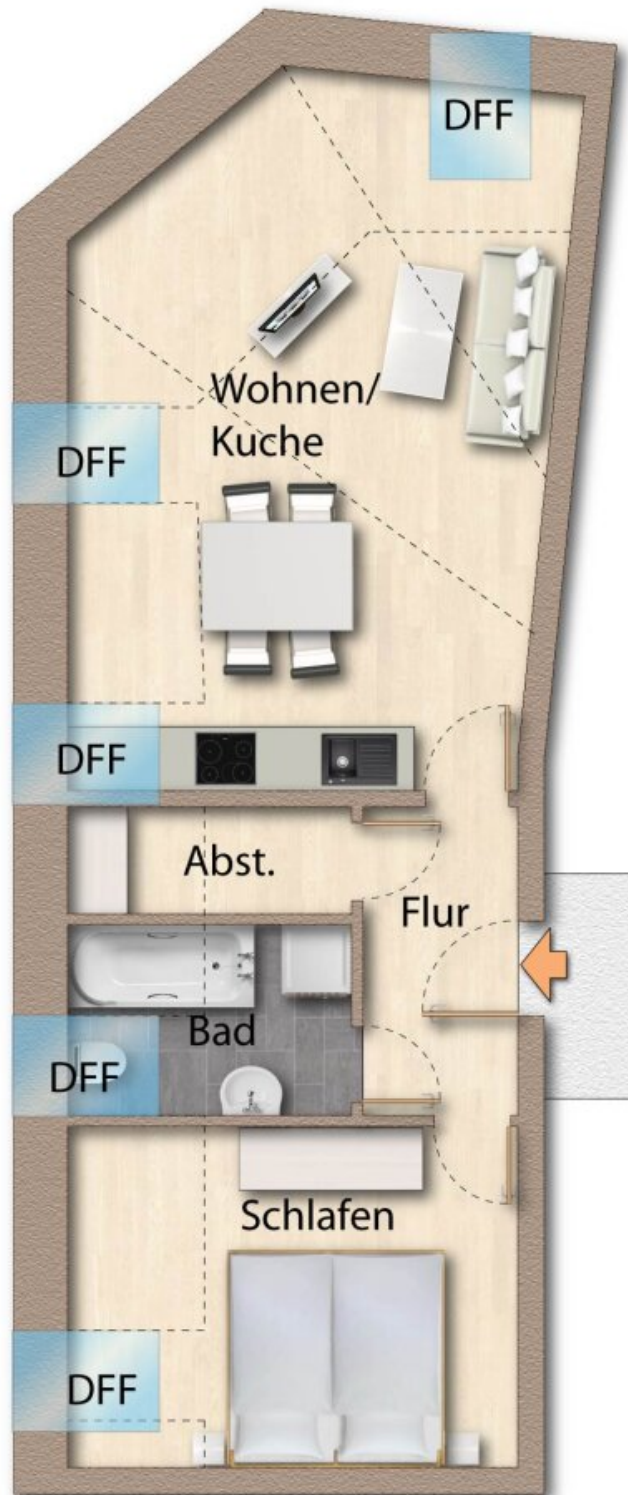 DFF
Wohnen/
Kuche
DFF
DFF
Abst.
Flur
Bad
DFF
Schlafen
DFF